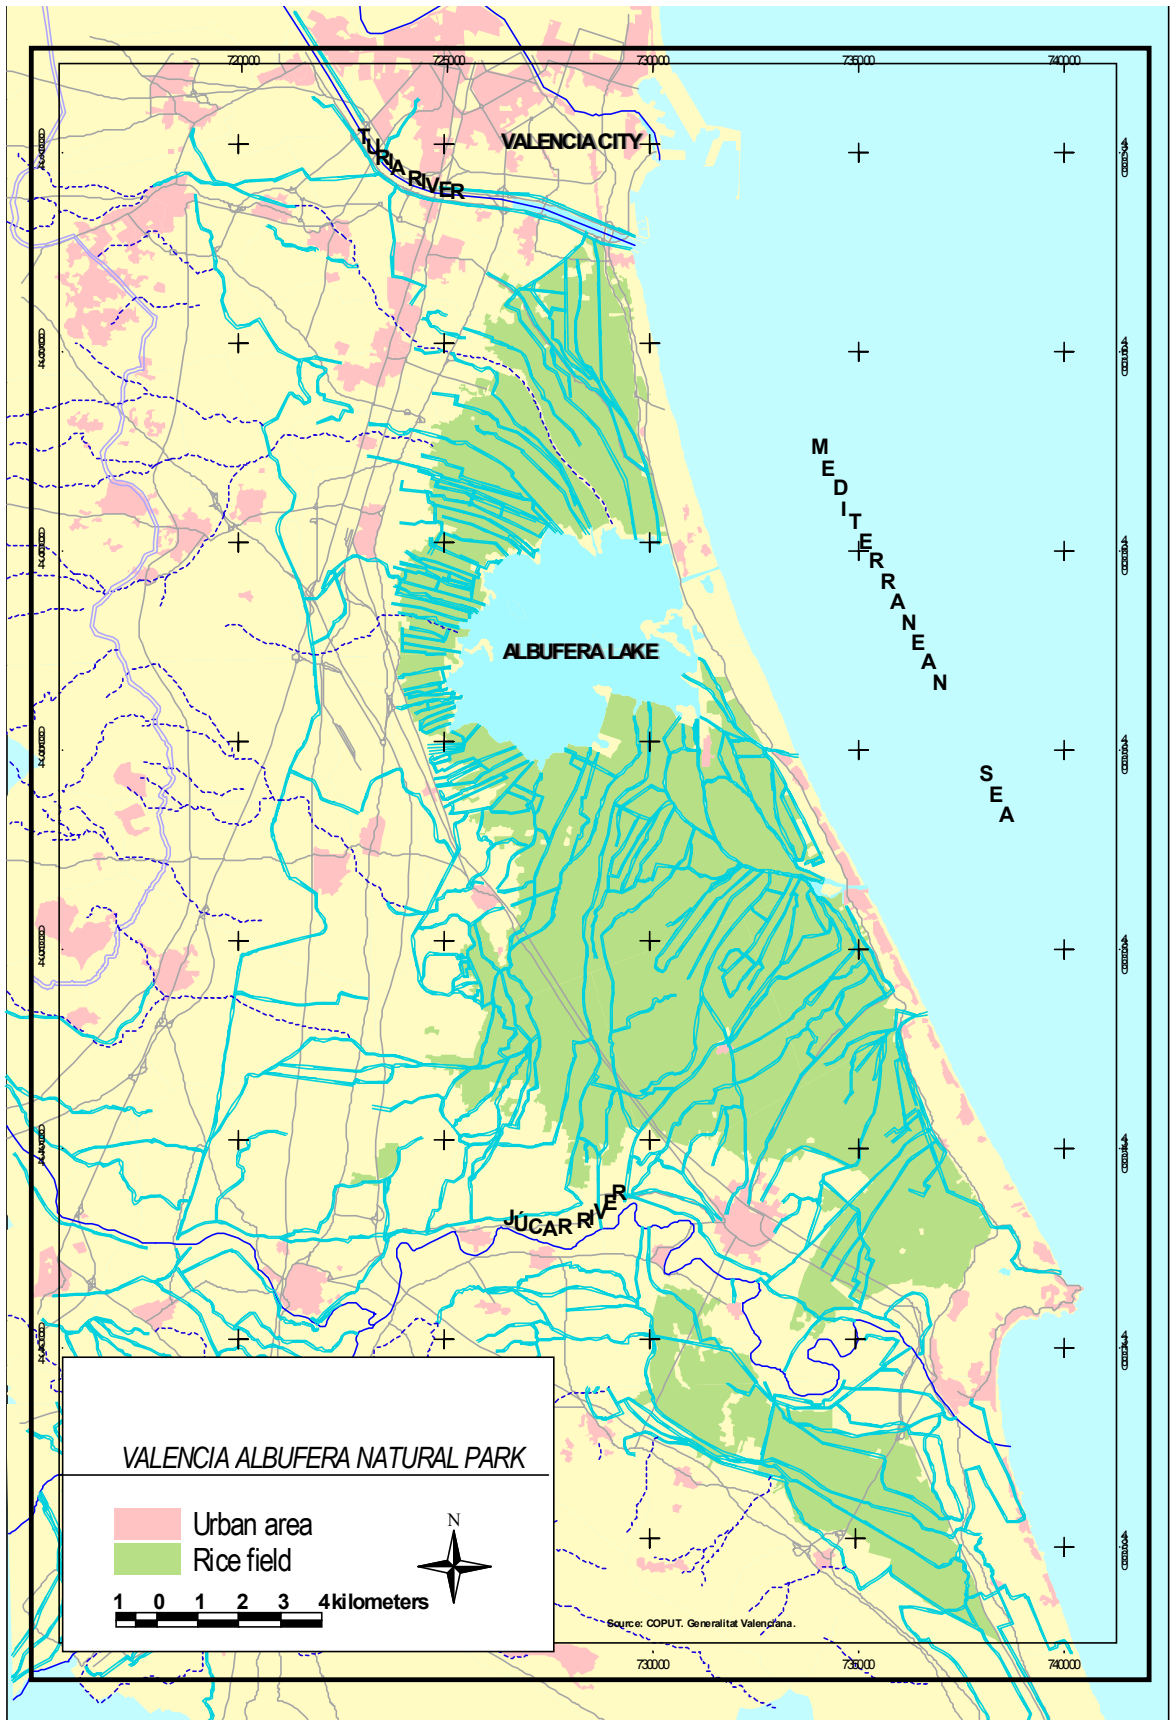 720000 725000 730000 735000 740000
VALENCIA CITY
TURIA RIVER
MEDITERRANEAN
SEA
ALBUFERA LAKE
JÚCAR RIVER
VALENCIA ALBUFERA NATURAL PARK
Urban area
Rice field
N
1 0 1 2 3 4 kilometers
Source: COPUT. Generalitat Valenciana.
730000 735000 740000